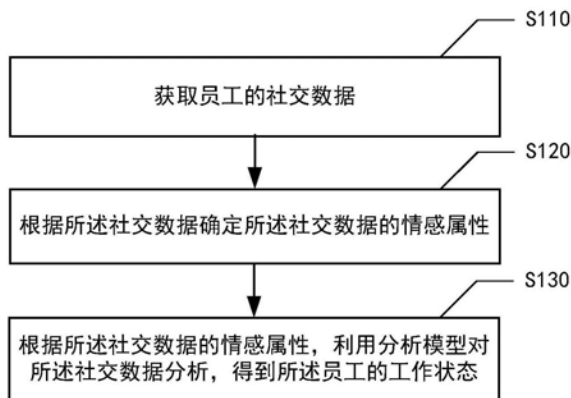 S110
获取员工的社交数据
S120
根据所述社交数据确定所述社交数据的情感属性
S130
根据所述社交数据的情感属性，利用分析模型对
所述社交数据分析，得到所述员工的工作状态